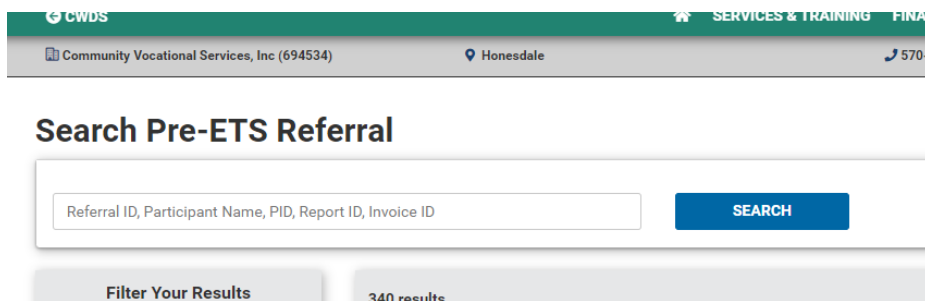 CWDS
SERVICES & TRAINING
Community Vocational Services, Inc (694534)
Honesdale
570-
Search Pre-ETS Referral
Referral ID, Participant Name, PID, Report ID, Invoice ID
SEARCH
Filter Your Results
340 results